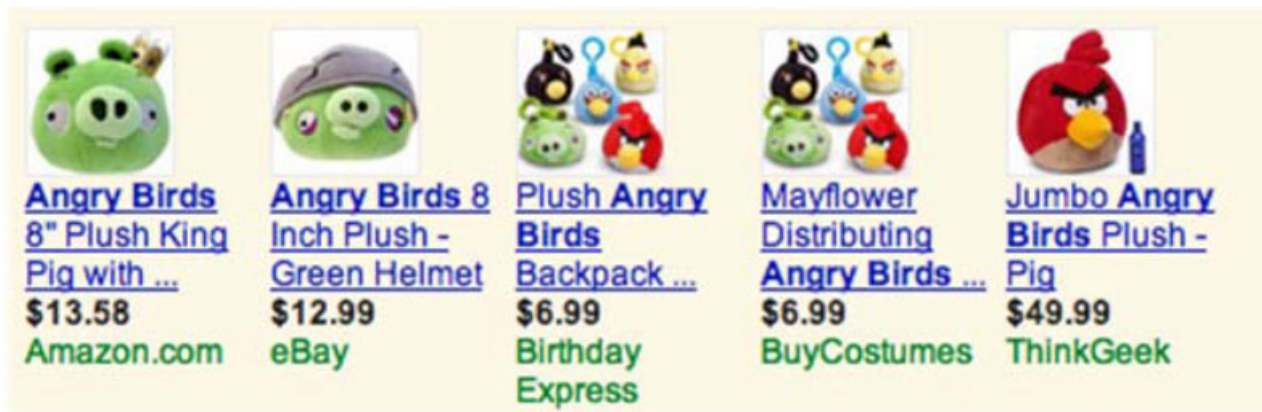 Angry Birds
8" Plush King
Pig with ...
$13.58
Amazon.com
Angry Birds 8
Inch Plush -
Green Helmet
$12.99
eBay
Plush Angry
Birds
Backpack ...
$6.99
Birthday
Express
Mayflower
Distributing
Angry Birds ...
$6.99
BuyCostumes
Jumbo Angry
Birds Plush -
Pig
$49.99
ThinkGeek